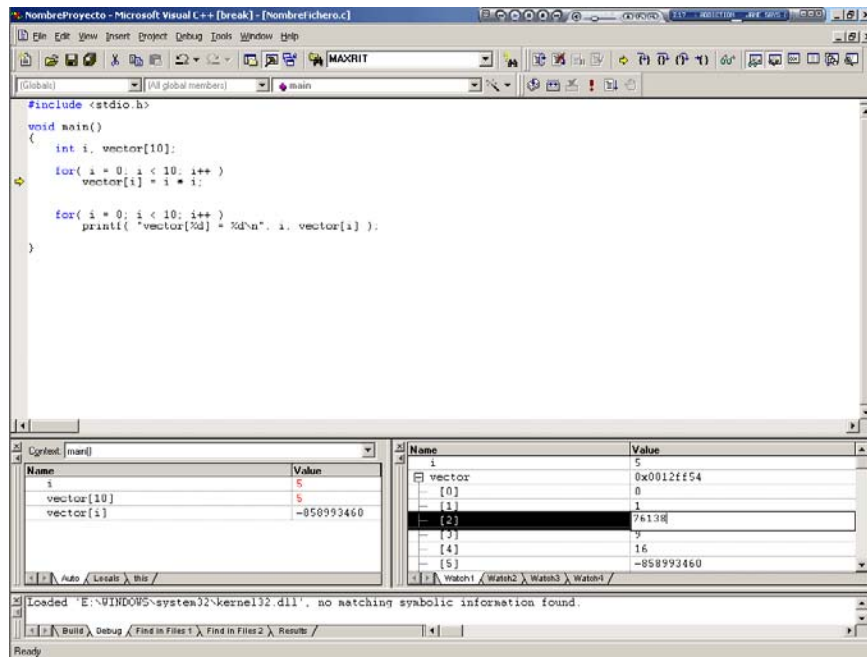 NombreProyecto - Microsoft Visual C++ [break] - [NombreFichero.c]
File Edit View Insert Project Debug Tools Window Help
MAXRIT
(Globals) (All global members) main
#include <stdio.h>
void main()
{
int i, vector[10];
for( i = 0; i < 10; i++ )
vector[i] = i * i;
for( i = 0; i < 10; i++ )
printf( "vector[%d] = %d\n", i, vector[i] );
}
Context: main()
Name Value
i 5
vector[10] 5
vector[i] -858993460
Auto Locals this
Name Value
i 5
vector 0x0012ff54
[0] 0
[1] 1
[2] 76138
[3] 9
[4] 16
[5] -858993460
Watch1 Watch2 Watch3 Watch4
Loaded 'E:\WINDOWS\system32\kernel32.dll', no matching symbolic information found.
Build Debug Find in Files 1 Find in Files 2 Results
Ready